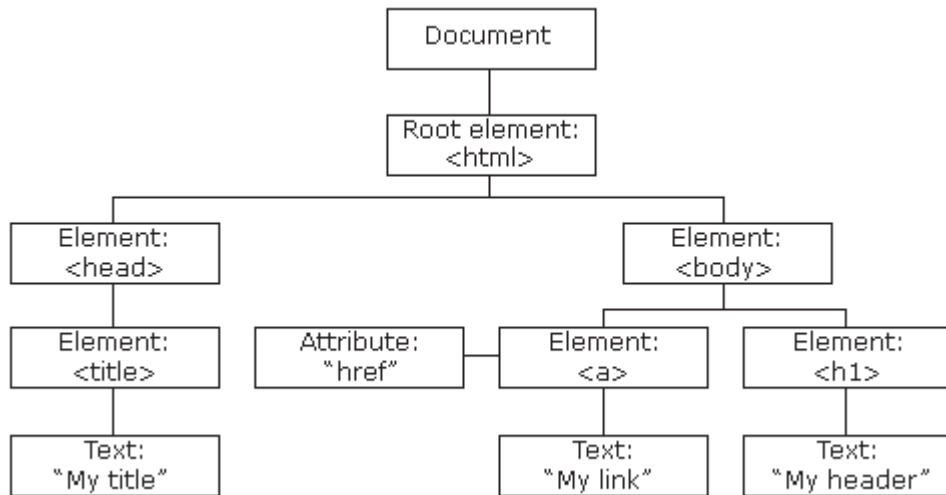 Document
Root element:
<html>
Element:
<head>
Element:
<body>
Element:
<title>
Attribute:
“href”
Element:
<a>
Element:
<h1>
Text:
“My title”
Text:
“My link”
Text:
“My header”